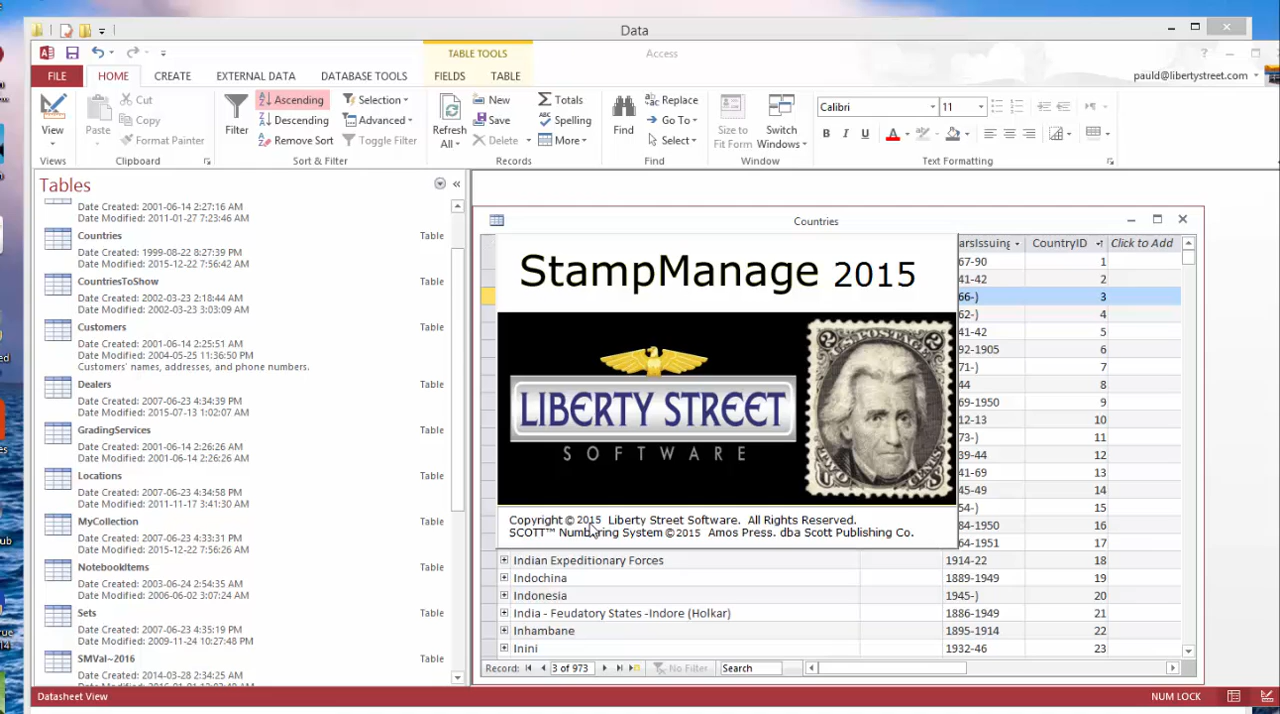 Data
TABLE TOOLS
Access
FILE HOME CREATE EXTERNAL DATA DATABASE TOOLS FIELDS TABLE
pauld@libertystreet.com
View
Paste
Cut
Copy
Format Painter
Filter
Ascending
Descending
Remove Sort
Selection
Advanced
Toggle Filter
Refresh
All
New
Save
Delete
Totals
Spelling
More
Find
Replace
Go To
Select
Size to
Fit Form
Switch
Windows
Calibri 11
B I U A
Views Clipboard Sort & Filter Records Find Window Text Formatting
Tables
Date Created: 2001-06-14 2:27:16 AM
Date Modified: 2011-01-27 7:23:46 AM
Countries Table
Date Created: 1999-08-22 8:27:39 PM
Date Modified: 2015-12-22 7:56:42 AM
CountriesToShow Table
Date Created: 2002-03-23 2:18:44 AM
Date Modified: 2002-03-23 3:03:09 AM
Customers Table
Date Created: 2001-06-14 2:25:51 AM
Date Modified: 2004-05-25 11:36:50 PM
Customers' names, addresses, and phone numbers.
Dealers Table
Date Created: 2007-06-23 4:34:39 PM
Date Modified: 2015-07-13 1:02:07 AM
GradingServices Table
Date Created: 2001-06-14 2:26:26 AM
Date Modified: 2001-06-14 2:26:26 AM
Locations Table
Date Created: 2007-06-23 4:34:58 PM
Date Modified: 2011-11-17 3:41:30 AM
MyCollection Table
Date Created: 2007-06-23 4:33:31 PM
Date Modified: 2015-12-22 7:56:26 AM
NotebookItems Table
Date Created: 2003-06-24 2:54:35 AM
Date Modified: 2006-06-02 3:07:24 AM
Sets Table
Date Created: 2007-06-23 4:35:19 PM
Date Modified: 2009-11-24 10:27:48 PM
SMVal~2016 Table
Date Created: 2014-03-28 2:34:25 AM
Countries
arsIssuing CountryID Click to Add
67-90 1
41-42 2
66-) 3
62-) 4
41-42 5
92-1905 6
71-) 7
44 8
69-1950 9
12-13 10
73-) 11
44-) 12
41-69 13
45-49 14
54-) 15
84-1950 16
64-1951 17
StampManage 2015
LIBERTY STREET
SOFTWARE
POSTAGE
2 2
Copyright © 2015 Liberty Street Software. All Rights Reserved.
SCOTT™ Numbering System ©2015 Amos Press. dba Scott Publishing Co.
Indian Expeditionary Forces 1914-22 18
Indochina 1889-1949 19
Indonesia 1945-) 20
India - Feudatory States -Indore (Holkar) 1886-1949 21
Inhambane 1895-1914 22
Inini 1932-46 23
Record: 3 of 973 No Filter Search
Datasheet View NUM LOCK